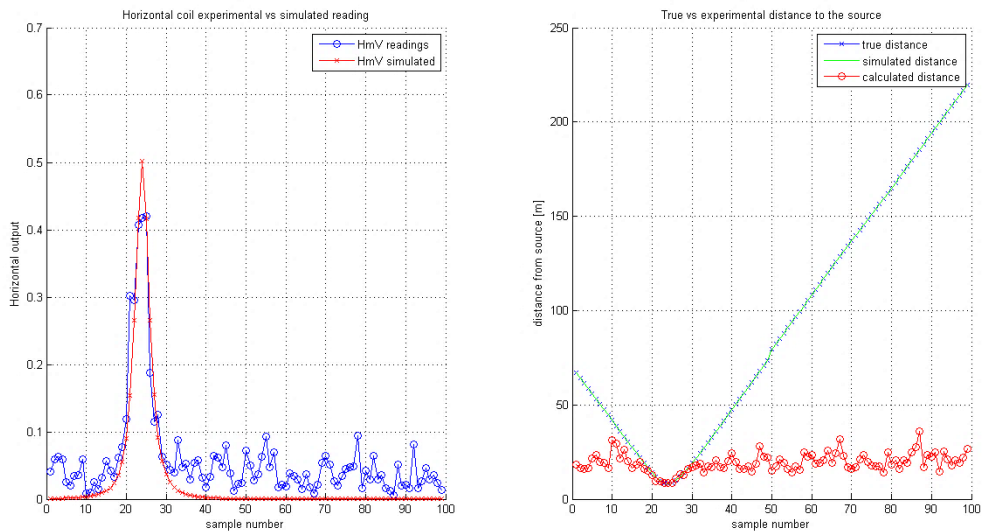 Horizontal coil experimental vs simulated reading
0.7
0.6
0.5
0.4
0.3
0.2
0.1
0
Horizontal output
HmV readings
HmV simulated
0 10 20 30 40 50 60 70 80 90 100
sample number
True vs experimental distance to the source
250
200
150
100
50
0
distance from source [m]
true distance
simulated distance
calculated distance
0 10 20 30 40 50 60 70 80 90 100
sample number